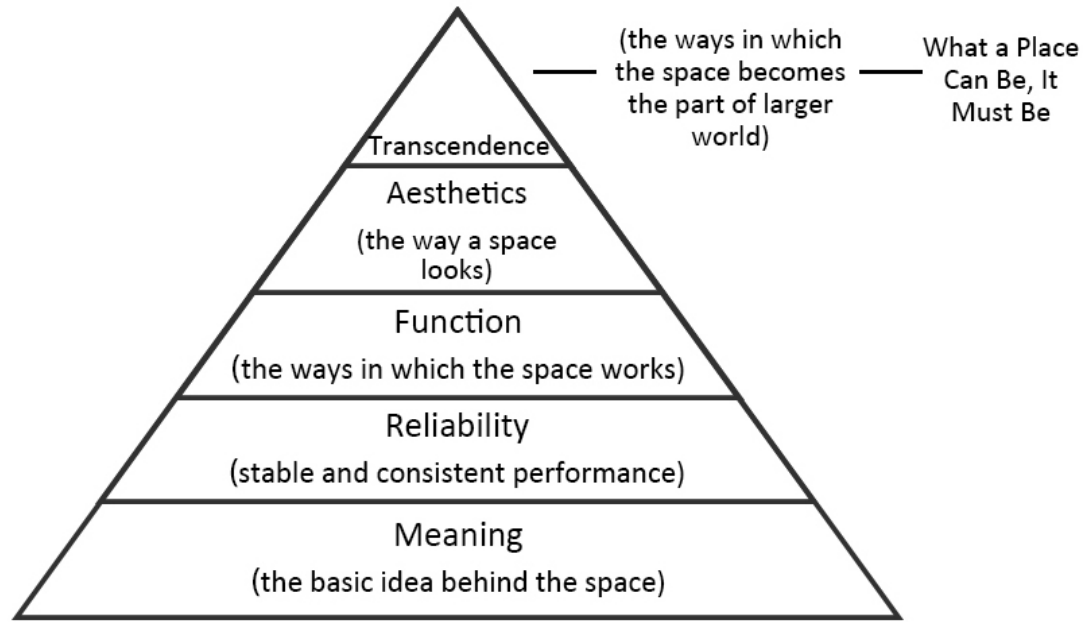 (the ways in which
the space becomes
the part of larger
world)
What a Place
Can Be, It
Must Be
Transcendence
Aesthetics
(the way a space
looks)
Function
(the ways in which the space works)
Reliability
(stable and consistent performance)
Meaning
(the basic idea behind the space)